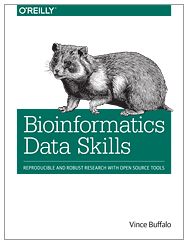 O'REILLY®
Bioinformatics
Data Skills
REPRODUCIBLE AND ROBUST RESEARCH WITH OPEN SOURCE TOOLS
Vince Buffalo